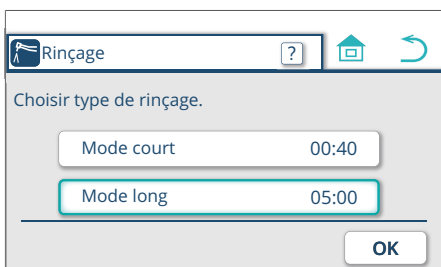 Rinçage ?
Choisir type de rinçage.
Mode court 00:40
Mode long 05:00
OK